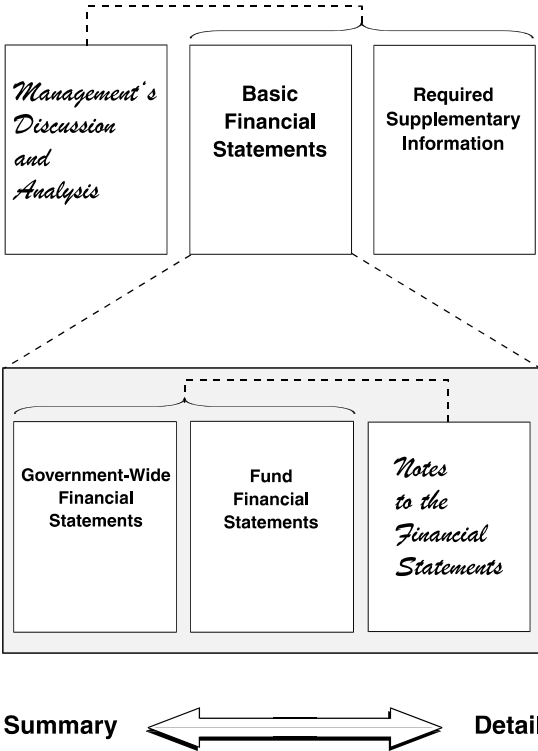 Management's
Discussion
and
Analysis
Basic
Financial
Statements
Required
Supplementary
Information
Government-Wide
Financial
Statements
Fund
Financial
Statements
Notes
to the
Financial
Statements
Summary
Detail